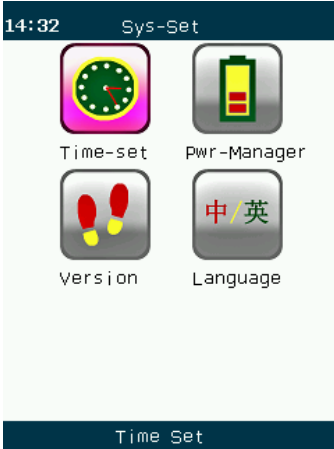 14:32 Sys-Set
Time-set Pwr-Manager
中/英
Version Language
Time Set